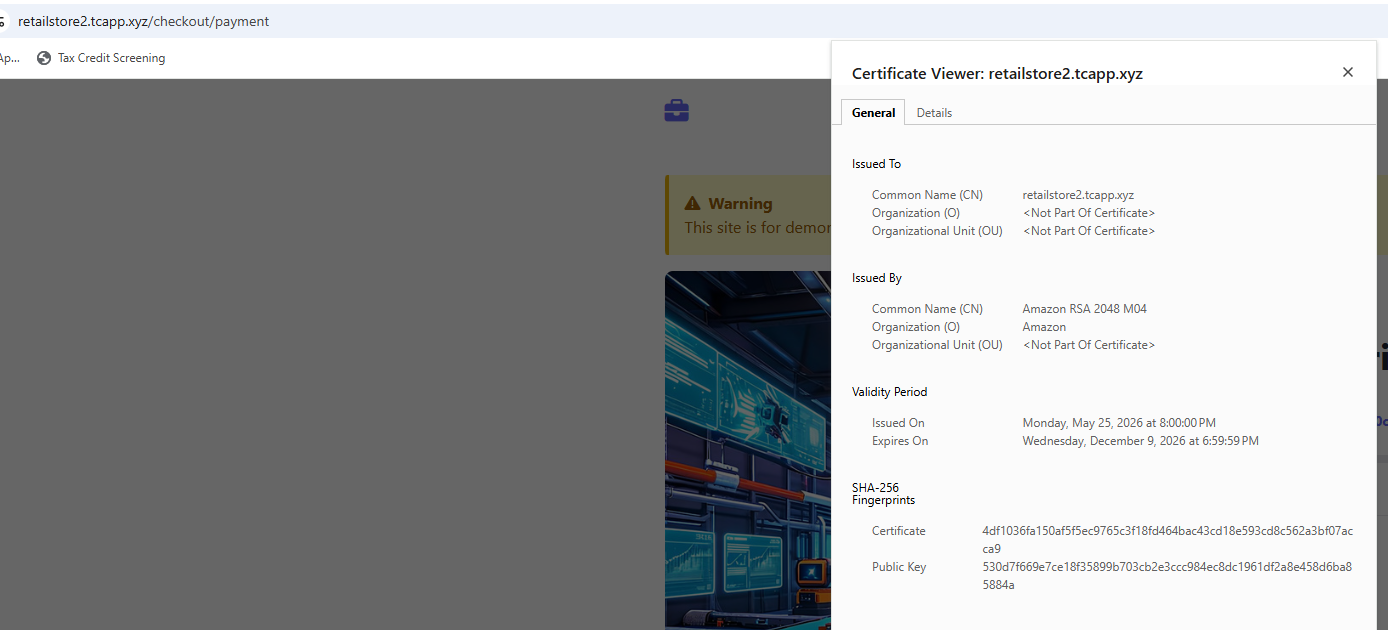 retailstore2.tcapp.xyz/checkout/payment
Ap...
Tax Credit Screening
Certificate Viewer: retailstore2.tcapp.xyz
General
Details
Warning
This site is for
Issued To
Common Name (CN) retailstore2.tcapp.xyz
Organization (O) <Not Part Of Certificate>
Organizational Unit (OU) <Not Part Of Certificate>
Issued By
Common Name (CN) Amazon RSA 2048 M04
Organization (O) Amazon
Organizational Unit (OU) <Not Part Of Certificate>
Validity Period
Issued On Monday, May 25, 2026 at 8:00:00 PM
Expires On Wednesday, December 9, 2026 at 6:59:59 PM
SHA-256
Fingerprints
Certificate 4df1036fa150af5f5ec9765c3f18fd464bac43cd18e593cd8c562a3bf07ac
ca9
Public Key 530d7f669e7ce18f35899b703cb2e3ccc984ec8dc1961df2a8e458d6ba8
5884a